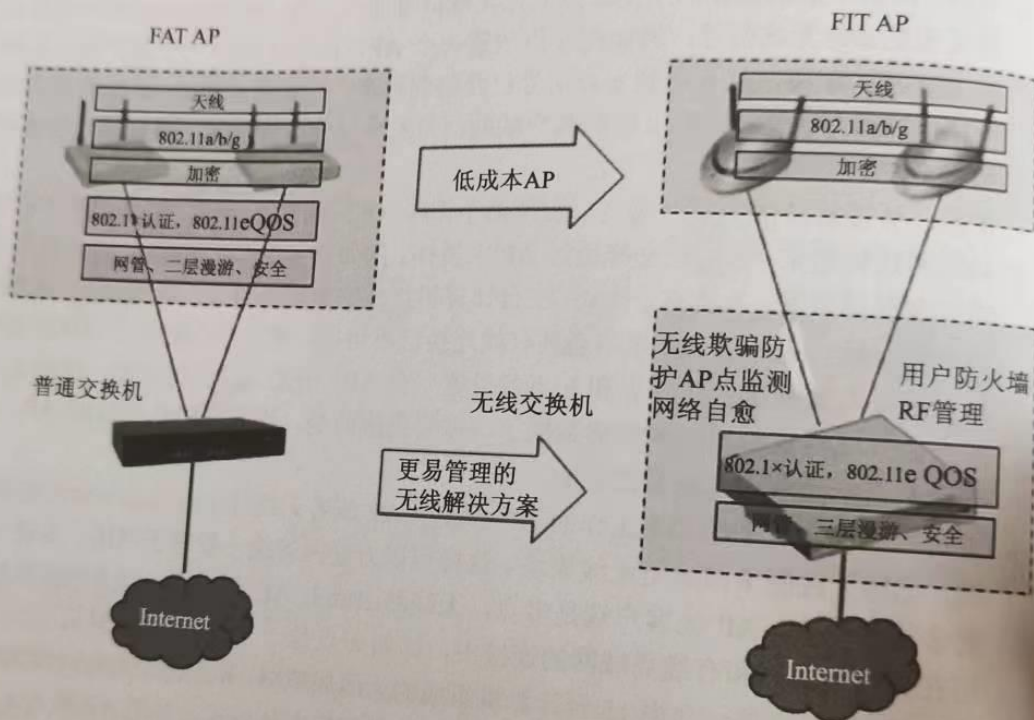 FAT AP
天线
802.11a/b/g
加密
802.1×认证，802.11eQOS
网管、二层漫游、安全
普通交换机
Internet
低成本AP
无线交换机
更易管理的
无线解决方案
FIT AP
天线
802.11a/b/g
加密
无线欺骗防
护AP点监测
网络自愈
用户防火墙
RF管理
802.1×认证，802.11e QOS
网管、三层漫游、安全
Internet